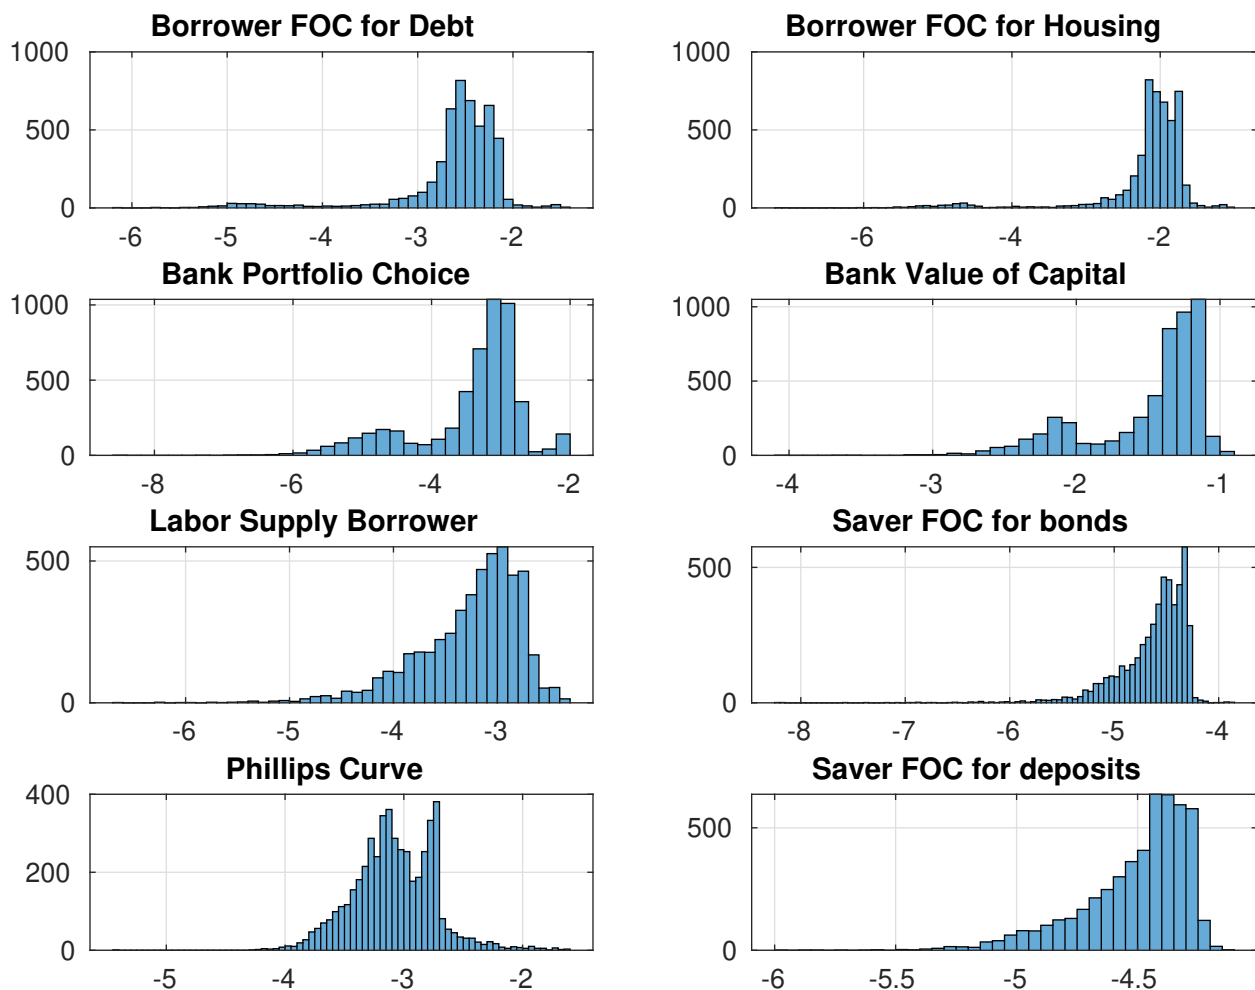 Borrower FOC for Debt
1000
500
0
-6 -5 -4 -3 -2
Borrower FOC for Housing
1000
500
0
-6 -4 -2
Bank Portfolio Choice
1000
500
0
-8 -6 -4 -2
Bank Value of Capital
1000
500
0
-4 -3 -2 -1
Labor Supply Borrower
500
0
-6 -5 -4 -3
Saver FOC for bonds
500
0
-8 -7 -6 -5 -4
Phillips Curve
400
200
0
-5 -4 -3 -2
Saver FOC for deposits
500
0
-6 -5.5 -5 -4.5